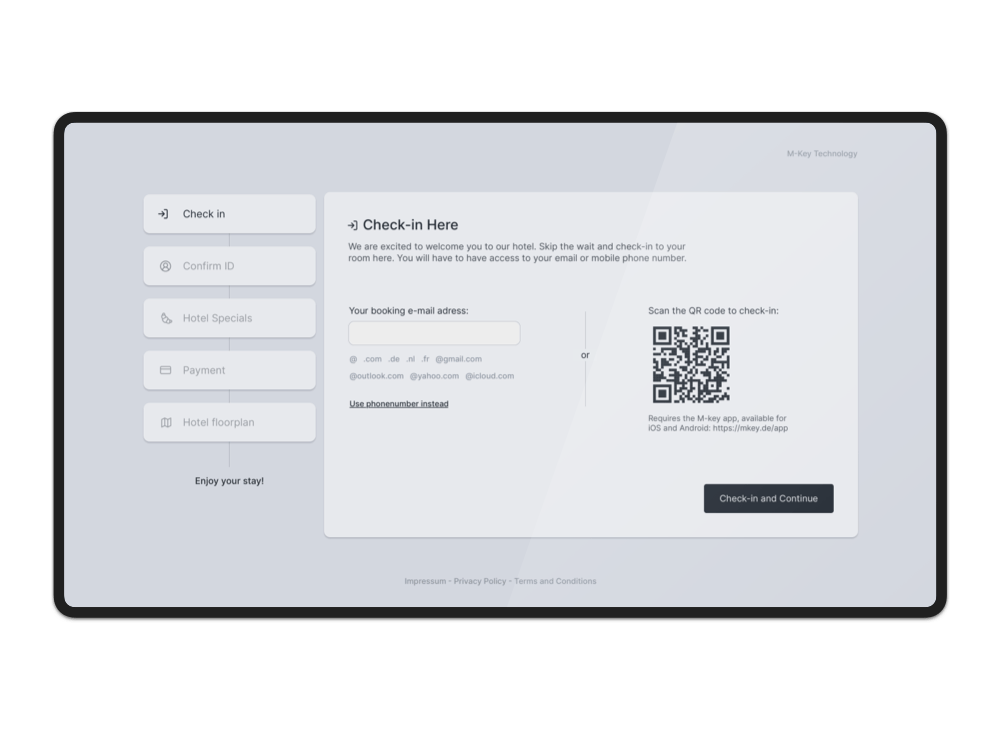 M-Key Technology
Check in
Confirm ID
Hotel Specials
Payment
Hotel floorplan
Enjoy your stay!
Check-in Here
We are excited to welcome you to our hotel. Skip the wait and check-in to your
room here. You will have to have access to your email or mobile phone number.
Your booking e-mail adress:
@ .com .de .nl .fr @gmail.com
@outlook.com @yahoo.com @icloud.com
Use phonenumber instead
or
Scan the QR code to check-in:
Requires the M-key app, available for
iOS and Android: https://mkey.de/app
Check-in and Continue
Impressum - Privacy Policy - Terms and Conditions